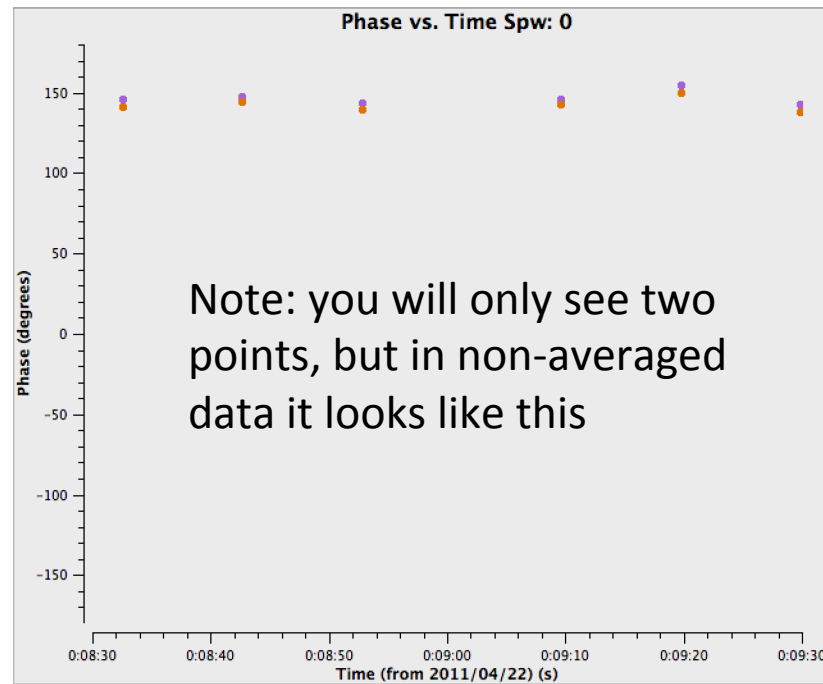 Phase vs. Time Spw: 0
150
100
50
0
-50
-100
-150
Phase (degrees)
Note: you will only see two
points, but in non-averaged
data it looks like this
0:08:30 0:08:40 0:08:50 0:09:00 0:09:10 0:09:20 0:09:30
Time (from 2011/04/22) (s)